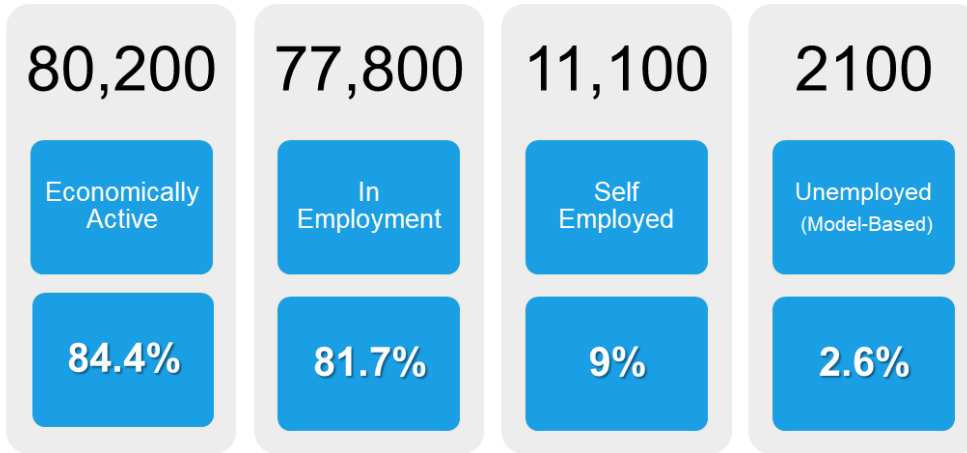 80,200
Economically
Active
84.4%
77,800
In
Employment
81.7%
11,100
Self
Employed
9%
2100
Unemployed
(Model-Based)
2.6%